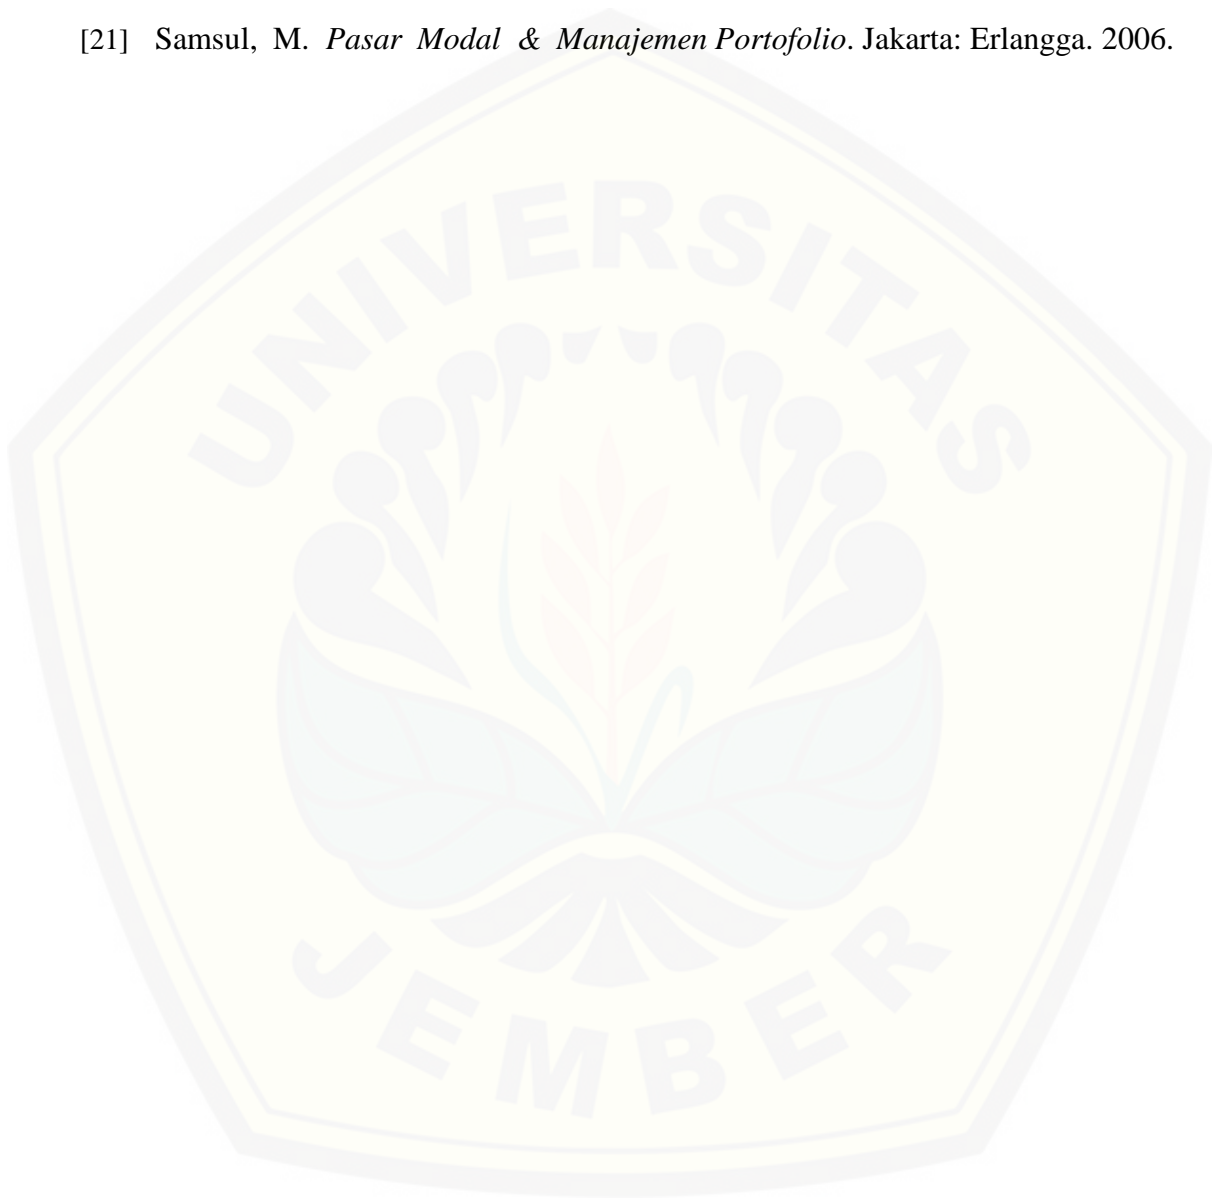 [21] Samsul, M. Pasar Modal & Manajemen Portofolio. Jakarta: Erlangga. 2006.
UNIVERSITAS
JEMBER